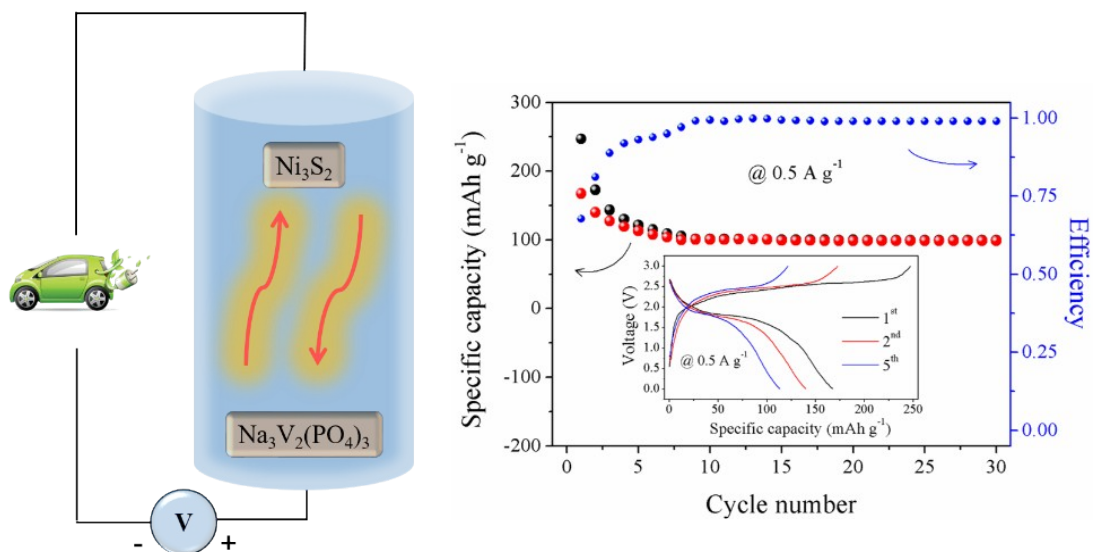 Ni₃S₂
Na₃V₂(PO₄)₃
V
- +
Specific capacity (mAh g⁻¹)
300
250
200
150
100
50
0
-100
-200
0 5 10 15 20 25 30
Cycle number
1.00
0.75
0.50
0.25
0.00
Efficiency
@ 0.5 A g⁻¹
Voltage (V)
3.0
2.5
2.0
1.5
1.0
0.5
0.0
@ 0.5 A g⁻¹
1ˢᵗ
2ⁿᵈ
5ᵗʰ
0 50 100 150 200 250
Specific capacity (mAh g⁻¹)